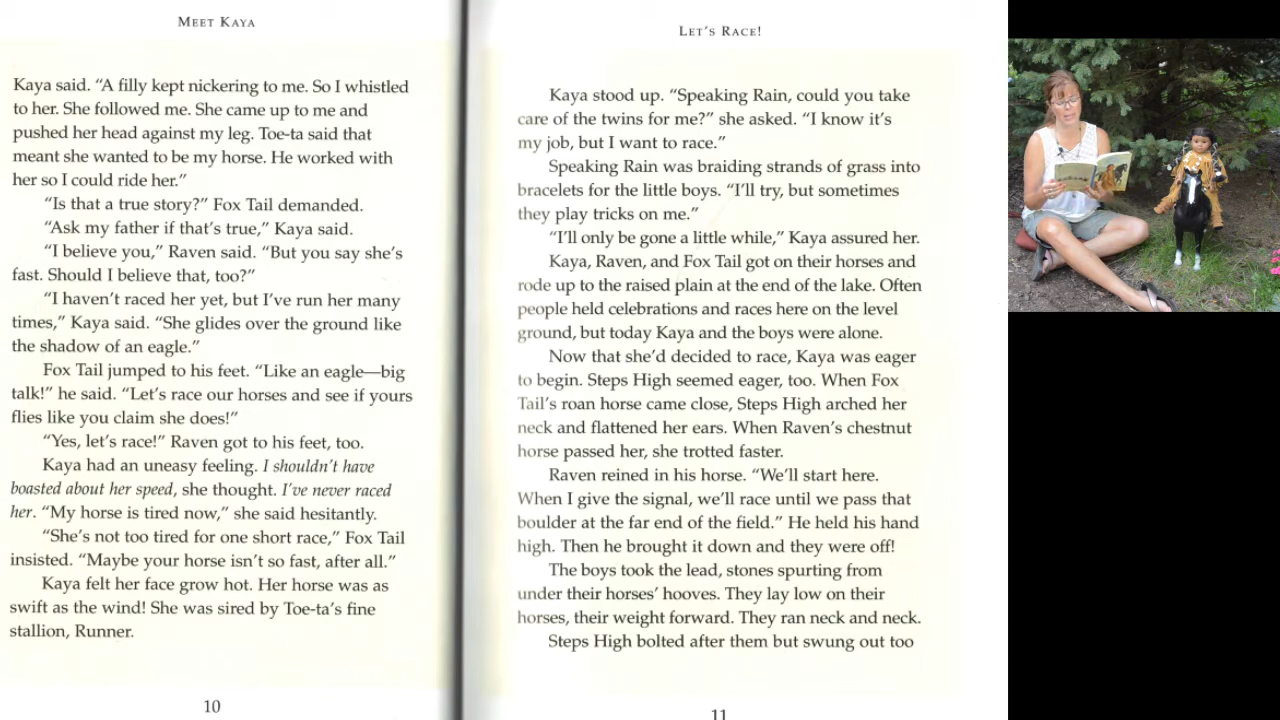 MEET KAYA
Kaya said. “A filly kept nickering to me. So I whistled
to her. She followed me. She came up to me and
pushed her head against my leg. Toe-ta said that
meant she wanted to be my horse. He worked with
her so I could ride her.”
“Is that a true story?” Fox Tail demanded.
“Ask my father if that’s true,” Kaya said.
“I believe you,” Raven said. “But you say she’s
fast. Should I believe that, too?”
“I haven’t raced her yet, but I’ve run her many
times,” Kaya said. “She glides over the ground like
the shadow of an eagle.”
Fox Tail jumped to his feet. “Like an eagle—big
talk!” he said. “Let’s race our horses and see if yours
flies like you claim she does!”
“Yes, let’s race!” Raven got to his feet, too.
Kaya had an uneasy feeling. I shouldn’t have
boasted about her speed, she thought. I’ve never raced
her. “My horse is tired now,” she said hesitantly.
“She’s not too tired for one short race,” Fox Tail
insisted. “Maybe your horse isn’t so fast, after all.”
Kaya felt her face grow hot. Her horse was as
swift as the wind! She was sired by Toe-ta’s fine
stallion, Runner.
10
LET’S RACE!
Kaya stood up. “Speaking Rain, could you take
care of the twins for me?” she asked. “I know it’s
my job, but I want to race.”
Speaking Rain was braiding strands of grass into
bracelets for the little boys. “I’ll try, but sometimes
they play tricks on me.”
“I’ll only be gone a little while,” Kaya assured her.
Kaya, Raven, and Fox Tail got on their horses and
rode up to the raised plain at the end of the lake. Often
people held celebrations and races here on the level
ground, but today Kaya and the boys were alone.
Now that she’d decided to race, Kaya was eager
to begin. Steps High seemed eager, too. When Fox
Tail’s roan horse came close, Steps High arched her
neck and flattened her ears. When Raven’s chestnut
horse passed her, she trotted faster.
Raven reined in his horse. “We’ll start here.
When I give the signal, we’ll race until we pass that
boulder at the far end of the field.” He held his hand
high. Then he brought it down and they were off!
The boys took the lead, stones spurting from
under their horses’ hooves. They lay low on their
horses, their weight forward. They ran neck and neck.
Steps High bolted after them but swung out too
11